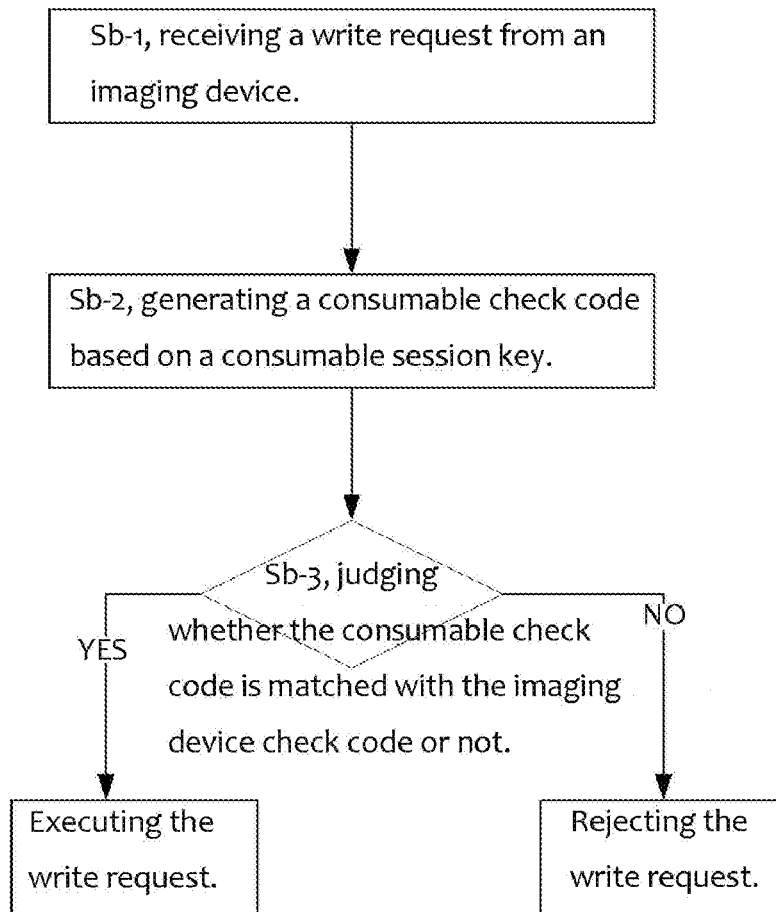 Sb-1, receiving a write request from an
imaging device.
Sb-2, generating a consumable check code
based on a consumable session key.
Sb-3, judging
whether the consumable check
code is matched with the imaging
device check code or not.
YES
NO
Executing the
write request.
Rejecting the
write request.